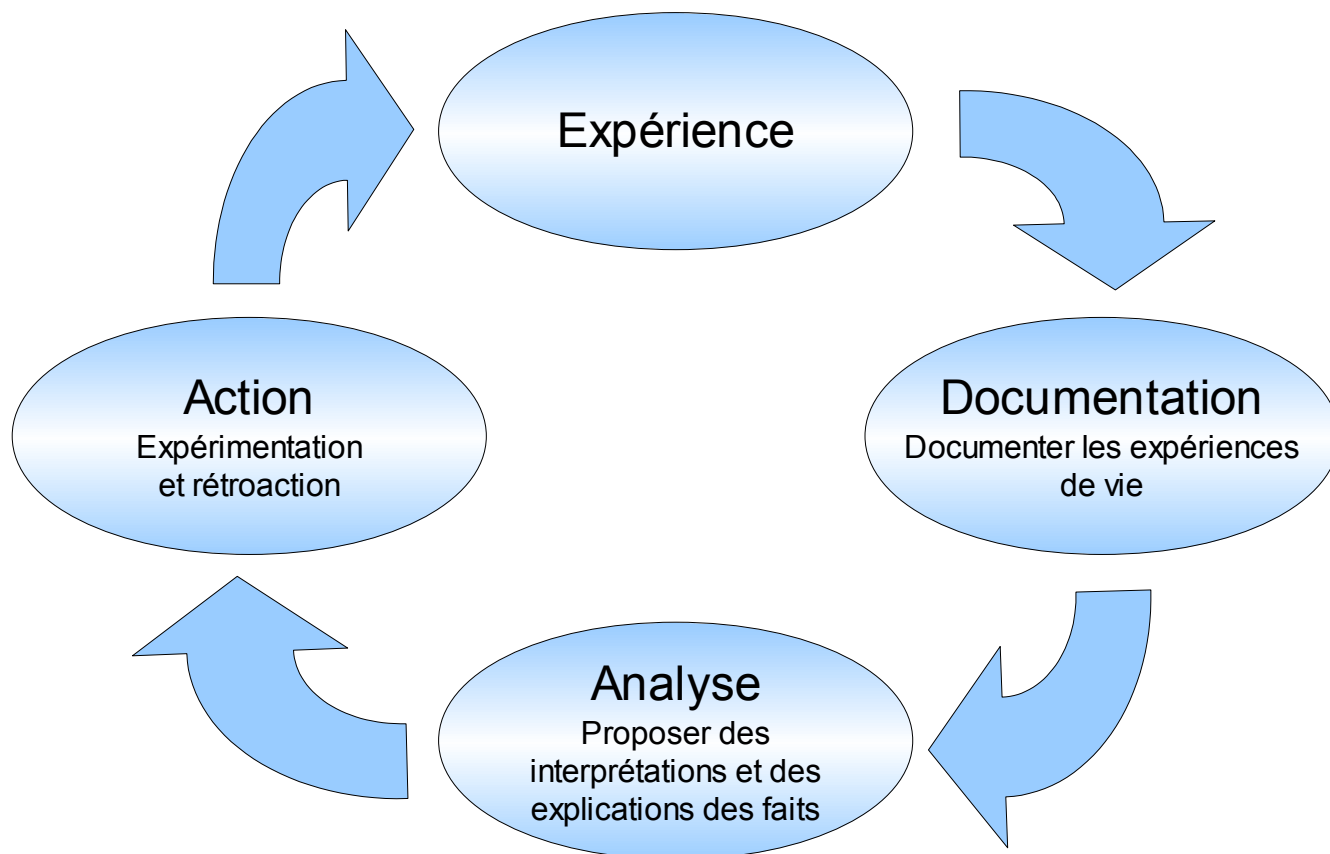 Expérience
Action
Expérimentation
et rétroaction
Documentation
Documenter les expériences
de vie
Analyse
Proposer des
interprétations et des
explications des faits